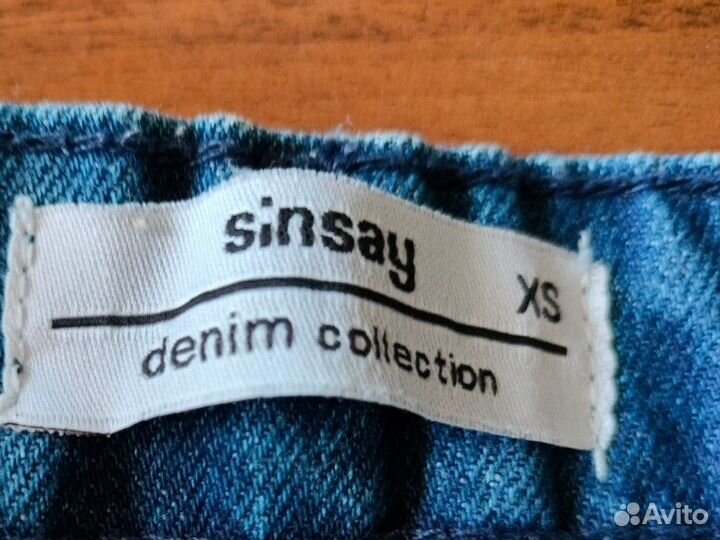 sinsay
XS
denim collection
Avito